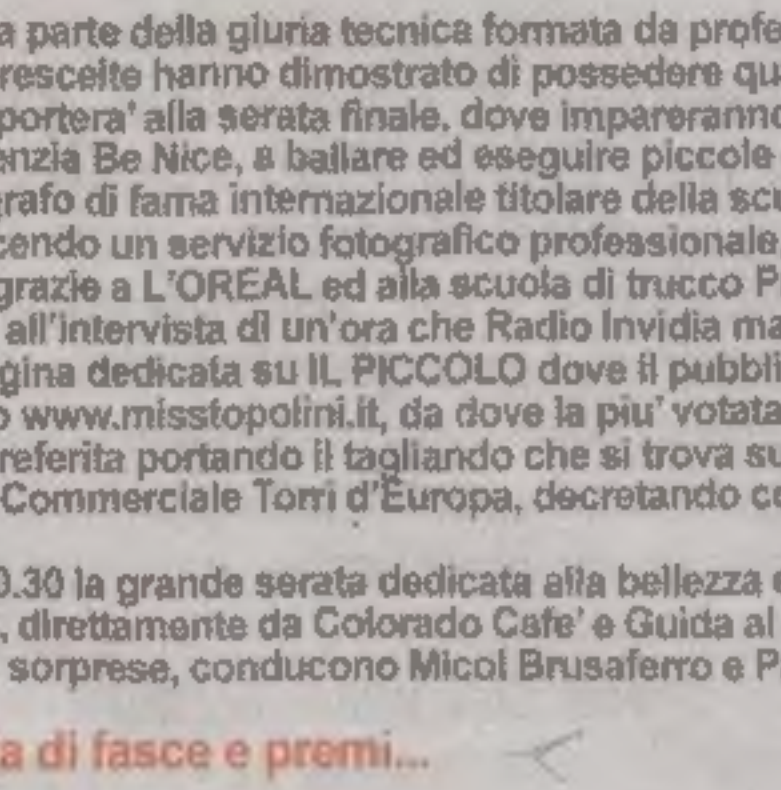 a parte della giuria tecnica formata da profe
rescelte hanno dimostrato di possedere qu
portera' alla serata finale, dove impareranno
enzia Be Nice, a ballare ed eseguire piccole
rafo di fama internazionale titolare della sc
cendo un servizio fotografico professionale
grazie a L'OREAL ed alla scuola di trucco P
all'intervista di un'ora che Radio Invidia ma
gina dedicata su IL PICCOLO dove il pubbli
o www.misstopolini.it, da dove la piu' votata
referita portando il tagliando che si trova su
Commerciale Torri d'Europa, decretando c
0.30 la grande serata dedicata alla bellezza
, direttamente da Colorado Cafe' e Guida al
sorprese, conducono Micol Brusaferro e P
a di fasce e premi...